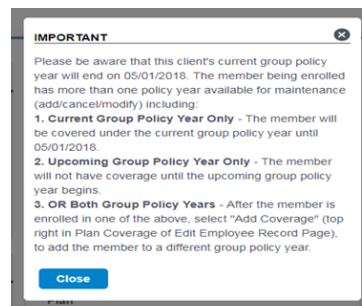 IMPORTANT
Please be aware that this client's current group policy
year will end on 05/01/2018. The member being enrolled
has more than one policy year available for maintenance
(add/cancel/modify) including:
1. Current Group Policy Year Only - The member will
be covered under the current group policy year until
05/01/2018.
2. Upcoming Group Policy Year Only - The member
will not have coverage until the upcoming group policy
year begins.
3. OR Both Group Policy Years - After the member is
enrolled in one of the above, select "Add Coverage" (top
right in Plan Coverage of Edit Employee Record Page),
to add the member to a different group policy year.
Close
Plan